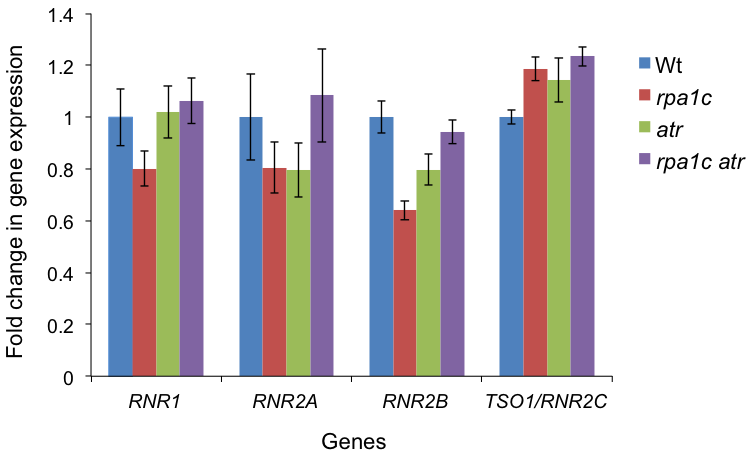 Fold change in gene expression
1.4
1.2
1
0.8
0.6
0.4
0.2
0
RNR1 RNR2A RNR2B TSO1/RNR2C
Genes
Wt
rpa1c
atr
rpa1c atr